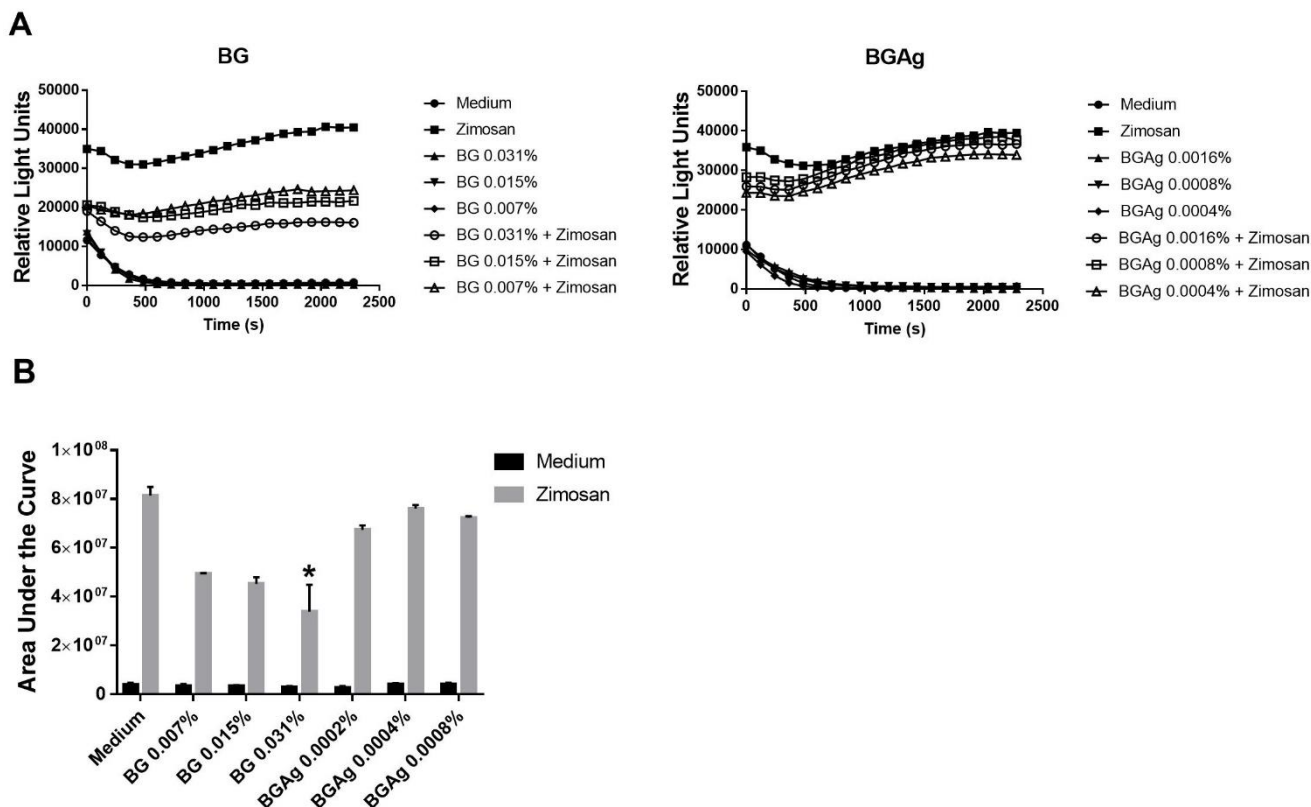 A
BG
Relative Light Units
50000
40000
30000
20000
10000
0
0 500 1000 1500 2000 2500
Time (s)
Medium
Zimosan
BG 0.031%
BG 0.015%
BG 0.007%
BG 0.031% + Zimosan
BG 0.015% + Zimosan
BG 0.007% + Zimosan
BGAg
Relative Light Units
50000
40000
30000
20000
10000
0
0 500 1000 1500 2000 2500
Time (s)
Medium
Zimosan
BGAg 0.0016%
BGAg 0.0008%
BGAg 0.0004%
BGAg 0.0016% + Zimosan
BGAg 0.0008% + Zimosan
BGAg 0.0004% + Zimosan
B
Area Under the Curve
1×10⁰⁸
8×10⁰⁷
6×10⁰⁷
4×10⁰⁷
2×10⁰⁷
0
*
Medium
BG 0.007%
BG 0.015%
BG 0.031%
BGAg 0.0002%
BGAg 0.0004%
BGAg 0.0008%
Medium
Zimosan